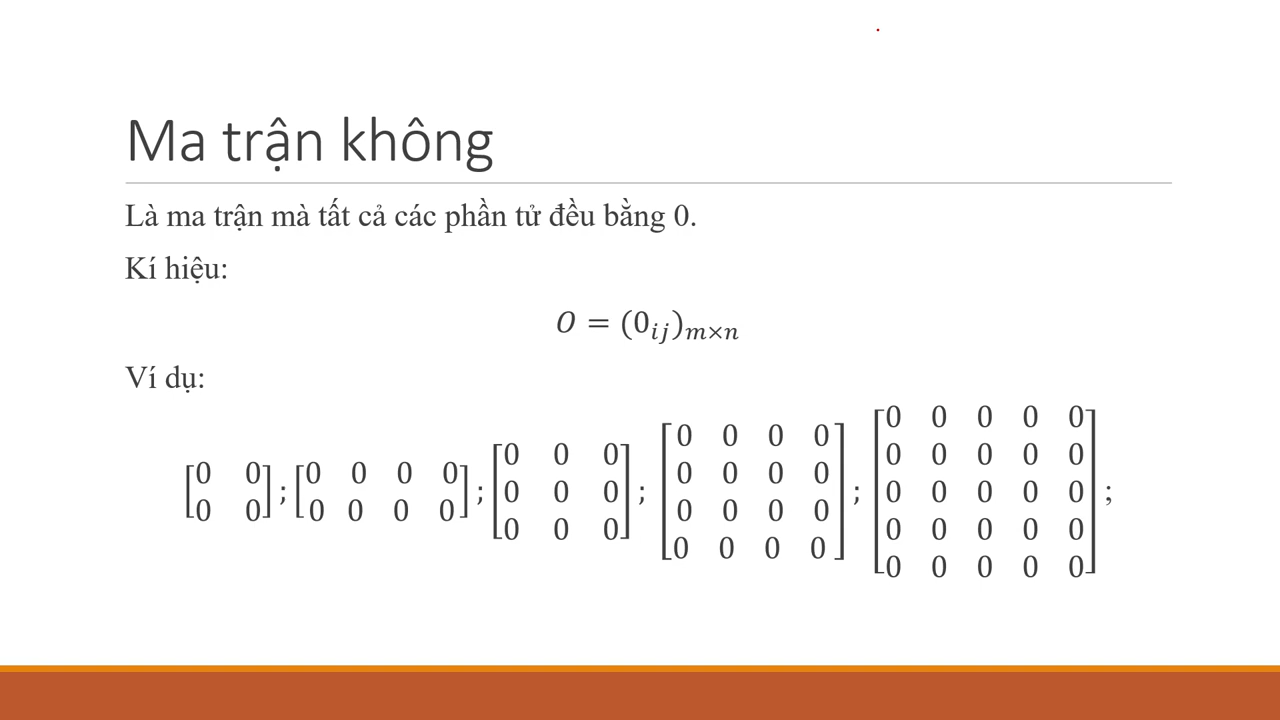 Ma trận không
Là ma trận mà tất cả các phần tử đều bằng 0.
Kí hiệu:
𝑂 = (0_{𝑖𝑗})_{𝑚×𝑛}
Ví dụ:
[0 0; 0 0] ; [0 0 0 0; 0 0 0 0] ; [0 0 0; 0 0 0; 0 0 0] ; [0 0 0 0; 0 0 0 0; 0 0 0 0; 0 0 0 0] ; [0 0 0 0 0; 0 0 0 0 0; 0 0 0 0 0; 0 0 0 0 0; 0 0 0 0 0] ;